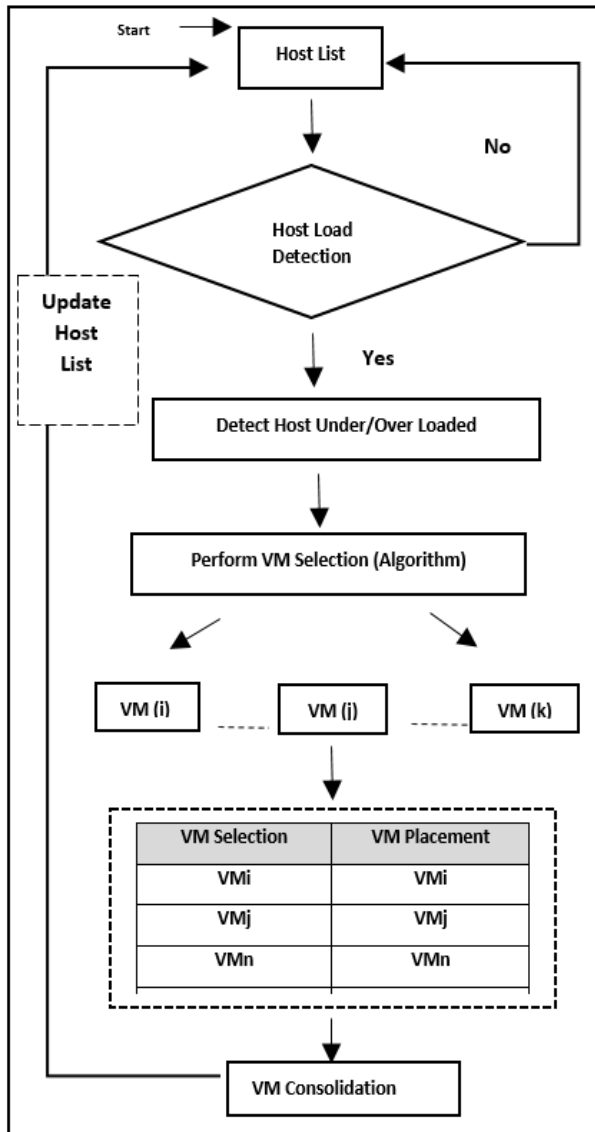 Start
Host List
No
Host Load
Detection
Update
Host
List
Yes
Detect Host Under/Over Loaded
Perform VM Selection (Algorithm)
VM (i)
VM (j)
VM (k)
VM Selection
VM Placement
VMi
VMi
VMj
VMj
VMn
VMn
VM Consolidation